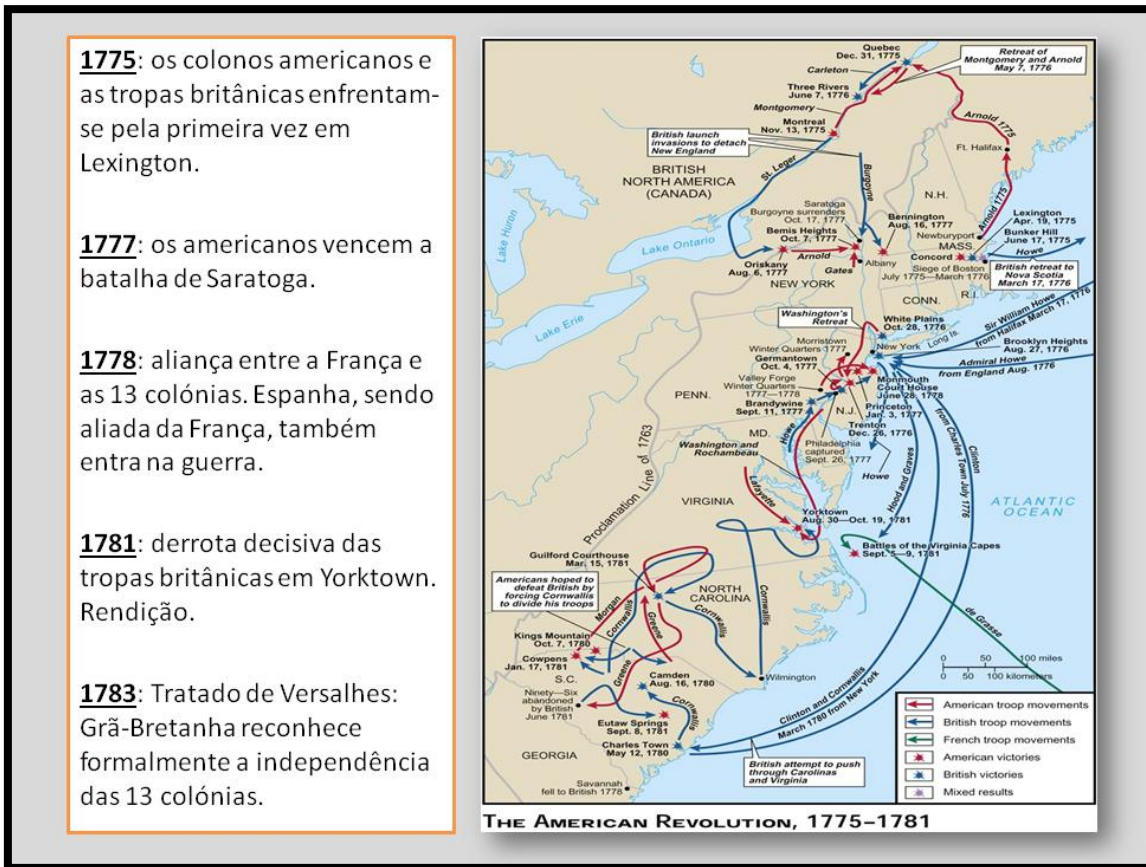 1775: os colonos americanos e
as tropas britânicas enfrentam-
se pela primeira vez em
Lexington.
1777: os americanos vencem a
batalha de Saratoga.
1778: aliança entre a França e
as 13 colónias. Espanha, sendo
aliada da França, também
entra na guerra.
1781: derrota decisiva das
tropas britânicas em Yorktown.
Rendição.
1783: Tratado de Versalhes:
Grã-Bretanha reconhece
formalmente a independência
das 13 colónias.
Quebec
Dec. 31, 1775
Carleton
Retreat of
Montgomery and Arnold
May 7, 1776
Three Rivers
June 7, 1776
Montgomery
Montreal
Nov. 13, 1775
Arnold 1775
British launch
invasions to detach
New England
Ft. Halifax
St. Leger
BRITISH
NORTH AMERICA
(CANADA)
Burgoyne
N.H.
Arnold 1775
Lake Huron
Saratoga
Burgoyne surrenders
Oct. 17, 1777
Bennington
Aug. 16, 1777
Lexington
Apr. 19, 1775
Newburyport
Bunker Hill
June 17, 1775
Bemis Heights
Oct. 7, 1777
MASS.
Concord
Howe
Lake Ontario
Oriskany
Aug. 6, 1777
Arnold
Gates
Albany
Siege of Boston
July 1775—March 1776
British retreat to
Nova Scotia
March 17, 1776
NEW YORK
CONN.
R.I.
Lake Erie
Washington's
Retreat
White Plains
Oct. 28, 1776
Long Is.
Sir William Howe
from Halifax March 17, 1776
Morristown
Winter Quarters 1777
New York
Brooklyn Heights
Aug. 27, 1776
Germantown
Oct. 4, 1777
Admiral Howe
from England Aug. 1776
Valley Forge
Winter Quarters
1777—1778
Monmouth
Court House
June 28, 1778
PENN.
Brandywine
Sept. 11, 1777
N.J.
Princeton
Jan. 3, 1777
Trenton
Dec. 26, 1776
MD.
Howe
Philadelphia
captured
Sept. 26, 1777
Howe
Washington and
Rochambeau
Hood and Graves
Clinton
from Charles Town July 1776
Proclamation Line of 1763
Lafayette
VIRGINIA
ATLANTIC
OCEAN
Yorktown
Aug. 30—Oct. 19, 1781
Battles of the Virginia Capes
Sept. 5—9, 1781
Guilford Courthouse
Mar. 15, 1781
Americans hoped to
defeat British by
forcing Cornwallis
to divide his troops
NORTH
CAROLINA
Morgan
Cornwallis
Greene
Cornwallis
Cornwallis
de Grasse
Kings Mountain
Oct. 7, 1780
Cowpens
Jan. 17, 1781
S.C.
Greene
Camden
Aug. 16, 1780
Wilmington
0 50 100 miles
0 50 100 kilometers
Ninety—Six
abandoned
by British
June 1781
Cornwallis
Eutaw Springs
Sept. 8, 1781
Clinton and Cornwallis
March 1780 from New York
Charles Town
May 12, 1780
GEORGIA
British attempt to push
through Carolinas
and Virginia
Savannah
fell to British 1778
American troop movements
British troop movements
French troop movements
American victories
British victories
Mixed results
THE AMERICAN REVOLUTION, 1775–1781